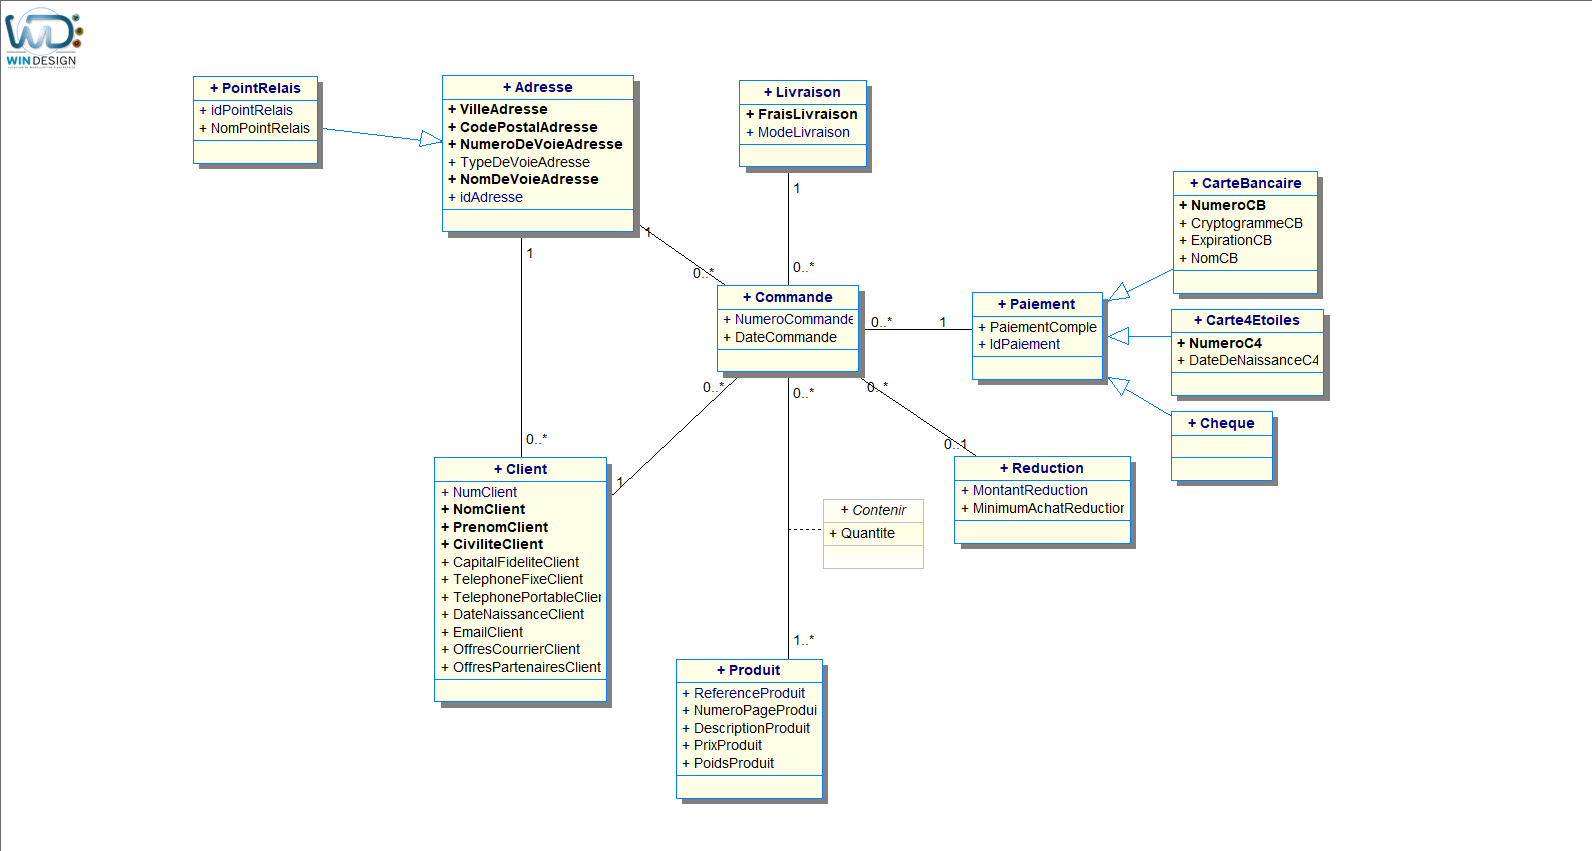 WINDESIGN
+ PointRelais
+ idPointRelais
+ NomPointRelais
+ Adresse
+ VilleAdresse
+ CodePostalAdresse
+ NumeroDeVoieAdresse
+ TypeDeVoieAdresse
+ NomDeVoieAdresse
+ idAdresse
+ Livraison
+ FraisLivraison
+ ModeLivraison
+ CarteBancaire
+ NumeroCB
+ CryptogrammeCB
+ ExpirationCB
+ NomCB
1
1
1
0..*
0..*
+ Commande
+ NumeroCommande
+ DateCommande
0..*
1
+ Paiement
+ PaiementComple
+ IdPaiement
+ Carte4Etoiles
+ NumeroC4
+ DateDeNaissanceC4
+ Cheque
0..*
0..*
0..*
0..*
1
0..1
+ Client
+ NumClient
+ NomClient
+ PrenomClient
+ CiviliteClient
+ CapitalFideliteClient
+ TelephoneFixeClient
+ TelephonePortableClier
+ DateNaissanceClient
+ EmailClient
+ OffresCourrierClient
+ OffresPartenairesClient
+ Reduction
+ MontantReduction
+ MinimumAchatReduction
+ Contenir
+ Quantite
1..*
+ Produit
+ ReferenceProduit
+ NumeroPageProdui
+ DescriptionProduit
+ PrixProduit
+ PoidsProduit